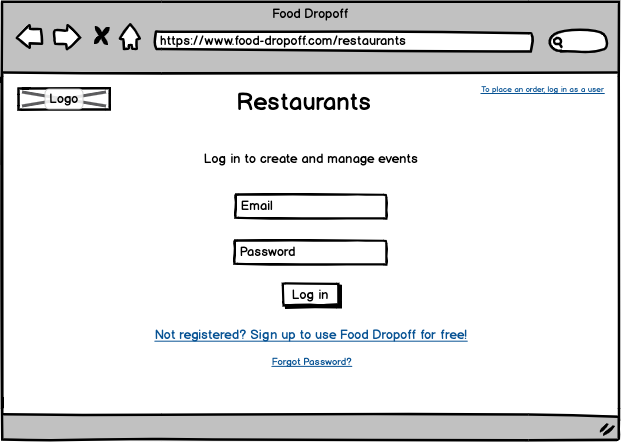 Food Dropoff
https://www.food-dropoff.com/restaurants
Logo
Restaurants
To place an order, log in as a user
Log in to create and manage events
Email
Password
Log in
Not registered? Sign up to use Food Dropoff for free!
Forgot Password?